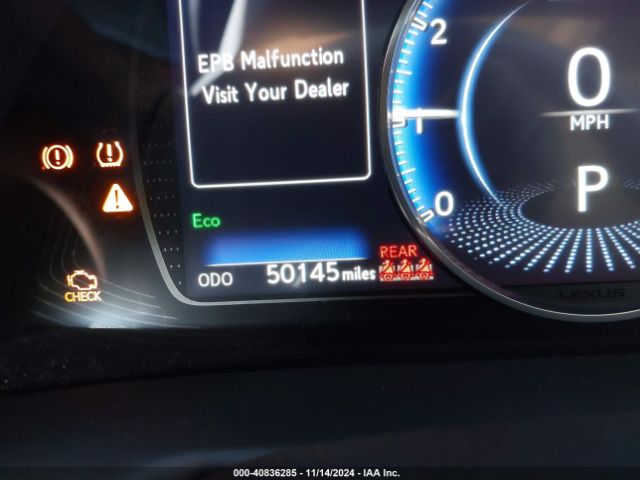 EPB Malfunction
Visit Your Dealer
2
1
0
0
MPH
P
Eco
REAR
ODO 50145 miles
CHECK
LEXUS
000-40836285 - 11/14/2024 - IAA Inc.